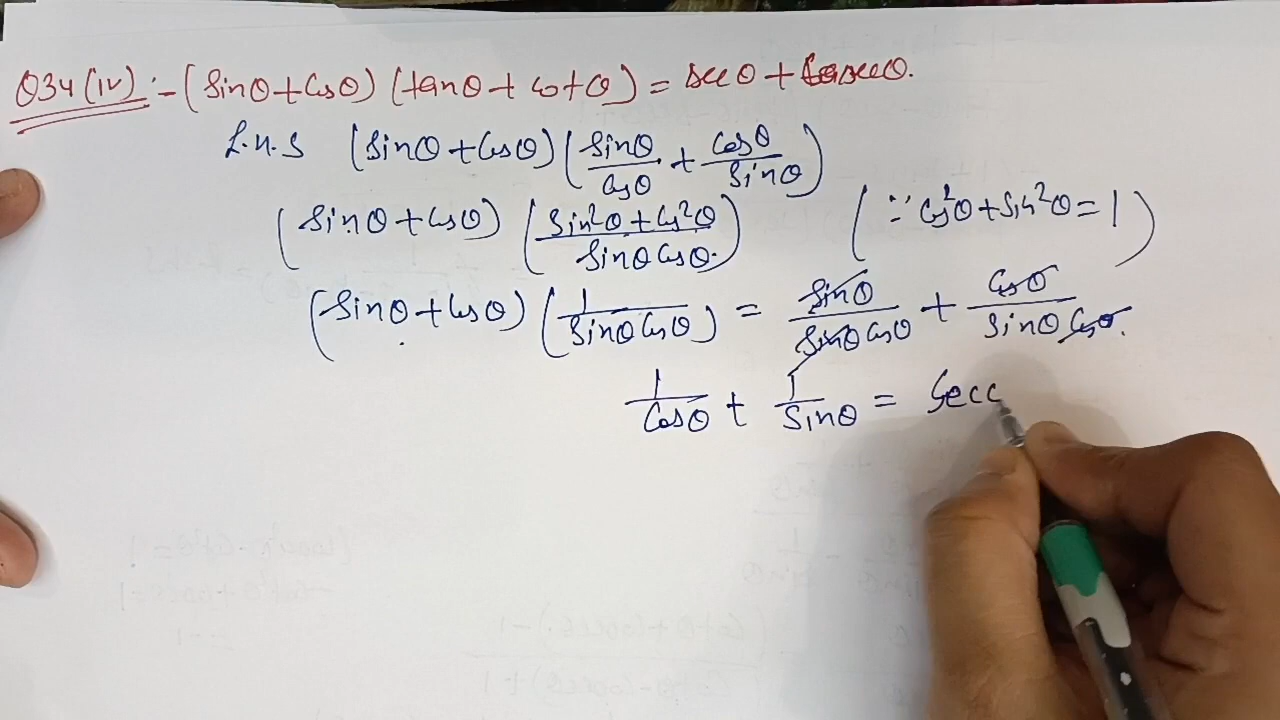 Q34(iv) :- (Sinθ + Cosθ) (tanθ + cotθ) = secθ + cosecθ.
L.H.S (Sinθ + Cosθ) (Sinθ/Cosθ + Cosθ/Sinθ)
(Sinθ + Cosθ) (Sin²θ + Cos²θ/Sinθ Cosθ.) (∵ Cos²θ + Sin²θ = 1)
(Sinθ + Cosθ) (1/Sinθ Cosθ) = Sinθ/Sinθ Cosθ + Cosθ/Sinθ Cosθ.
1/Cosθ + 1/Sinθ = Sec